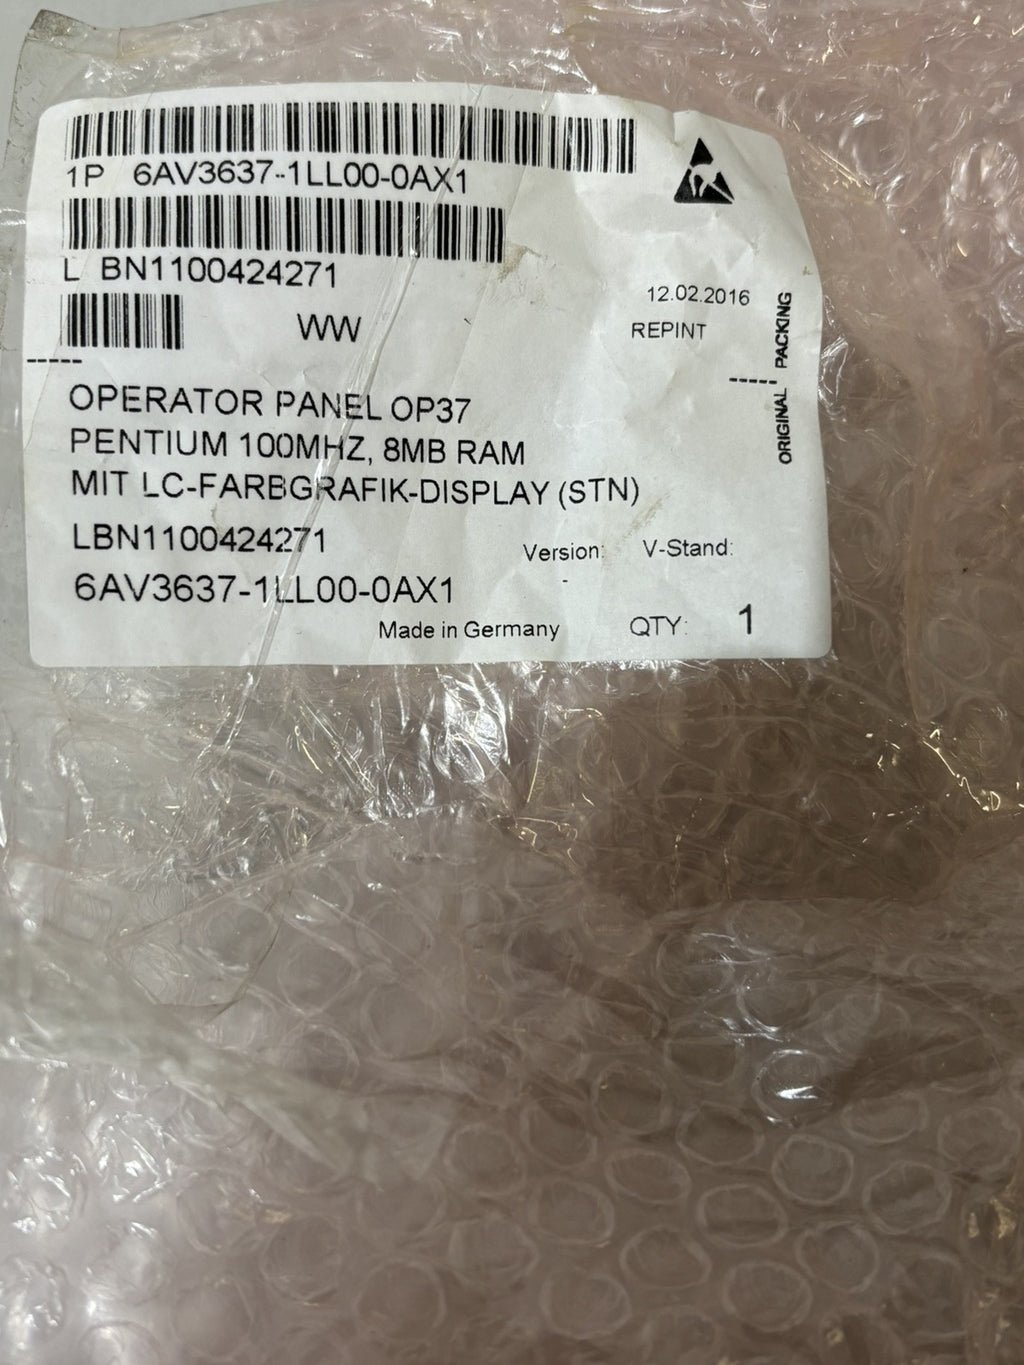 1P 6AV3637-1LL00-0AX1
L BN1100424271
12.02.2016
WW
REPINT
ORIGINAL PACKING
OPERATOR PANEL OP37
PENTIUM 100MHZ, 8MB RAM
MIT LC-FARBGRAFIK-DISPLAY (STN)
LBN1100424271
Version: V-Stand:
-
6AV3637-1LL00-0AX1
Made in Germany
QTY: 1